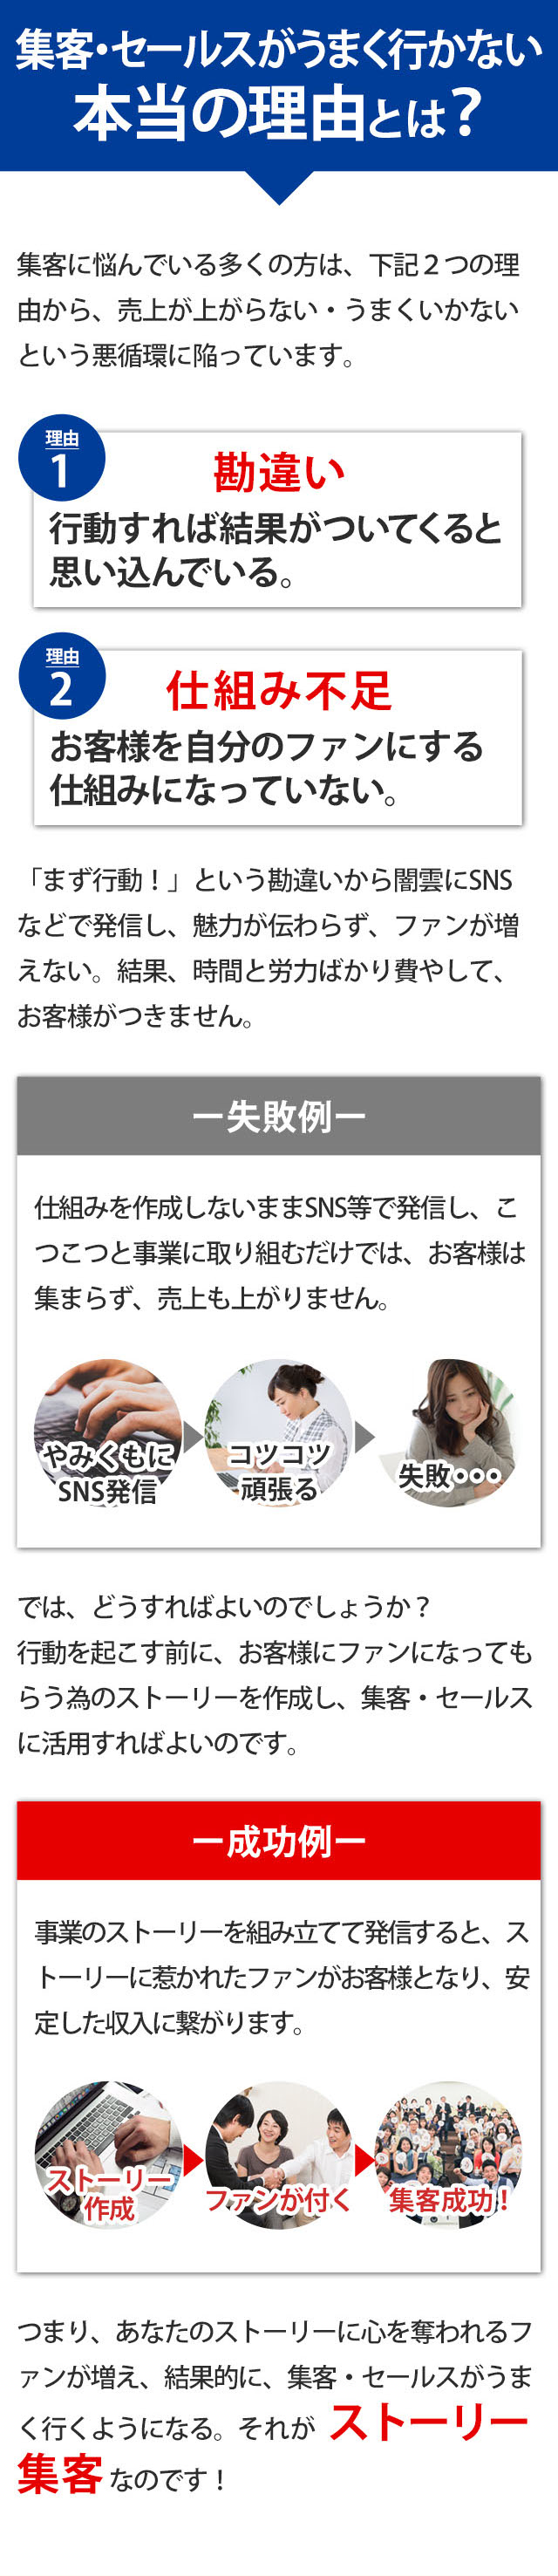 集客・セールスがうまく行かない
本当の理由とは？
集客に悩んでいる多くの方は、下記２つの理
由から、売上が上がらない・うまくいかない
という悪循環に陥っています。
理由
1
勘違い
行動すれば結果がついてくると
思い込んでいる。
理由
2
仕組み不足
お客様を自分のファンにする
仕組みになっていない。
「まず行動！」という勘違いから闇雲にSNS
などで発信し、魅力が伝わらず、ファンが増
えない。結果、時間と労力ばかり費やして、
お客様がつきません。
ー失敗例ー
仕組みを作成しないままSNS等で発信し、こ
つこつと事業に取り組むだけでは、お客様は
集まらず、売上も上がりません。
やみくもに
SNS発信
コツコツ
頑張る
失敗・・・
では、どうすればよいのでしょうか？
行動を起こす前に、お客様にファンになっても
らう為のストーリーを作成し、集客・セールス
に活用すればよいのです。
ー成功例ー
事業のストーリーを組み立てて発信すると、ス
トーリーに惹かれたファンがお客様となり、安
定した収入に繋がります。
ストーリー
作成
ファンが付く
集客成功！
つまり、あなたのストーリーに心を奪われるフ
ァンが増え、結果的に、集客・セールスがうま
く行くようになる。それが ストーリー
集客 なのです！